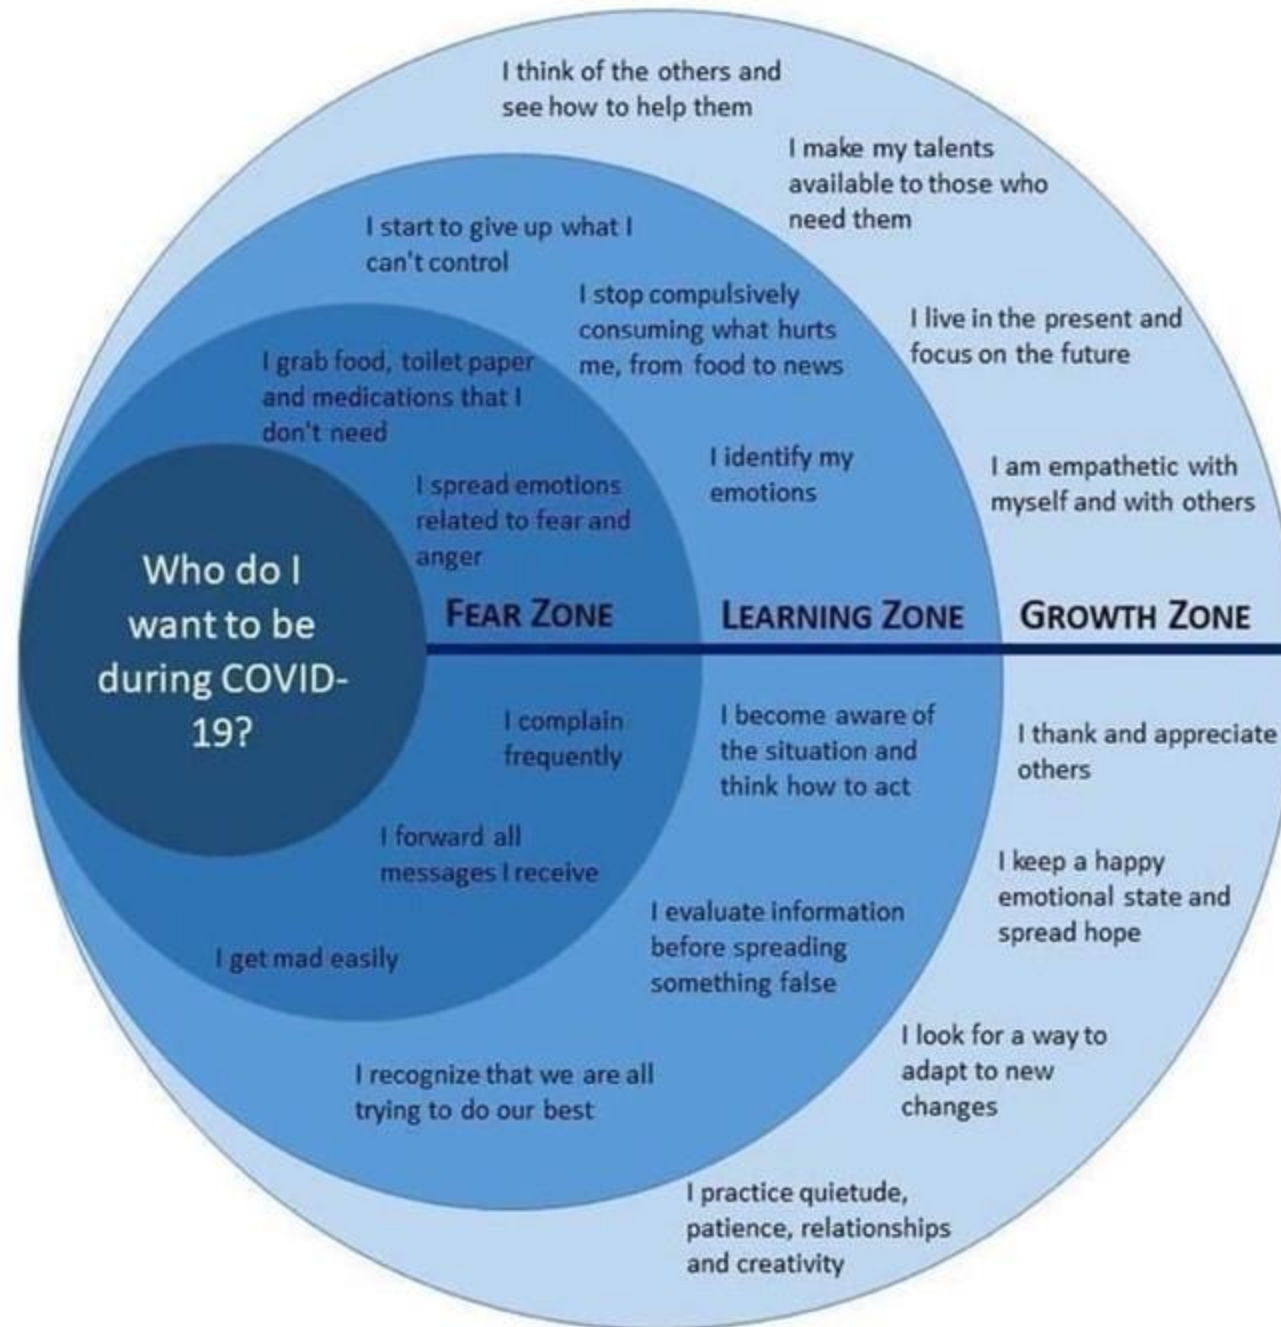 I think of the others and
see how to help them
I make my talents
available to those who
need them
I start to give up what I
can't control
I stop compulsively
consuming what hurts
me, from food to news
I live in the present and
focus on the future
I grab food, toilet paper
and medications that I
don't need
I identify my
emotions
I am empathetic with
myself and with others
I spread emotions
related to fear and
anger
Who do I
want to be
during COVID-
19?
FEAR ZONE
LEARNING ZONE
GROWTH ZONE
I complain
frequently
I become aware of
the situation and
think how to act
I thank and appreciate
others
I forward all
messages I receive
I keep a happy
emotional state and
spread hope
I evaluate information
before spreading
something false
I get mad easily
I look for a way to
adapt to new
changes
I recognize that we are all
trying to do our best
I practice quietude,
patience, relationships
and creativity